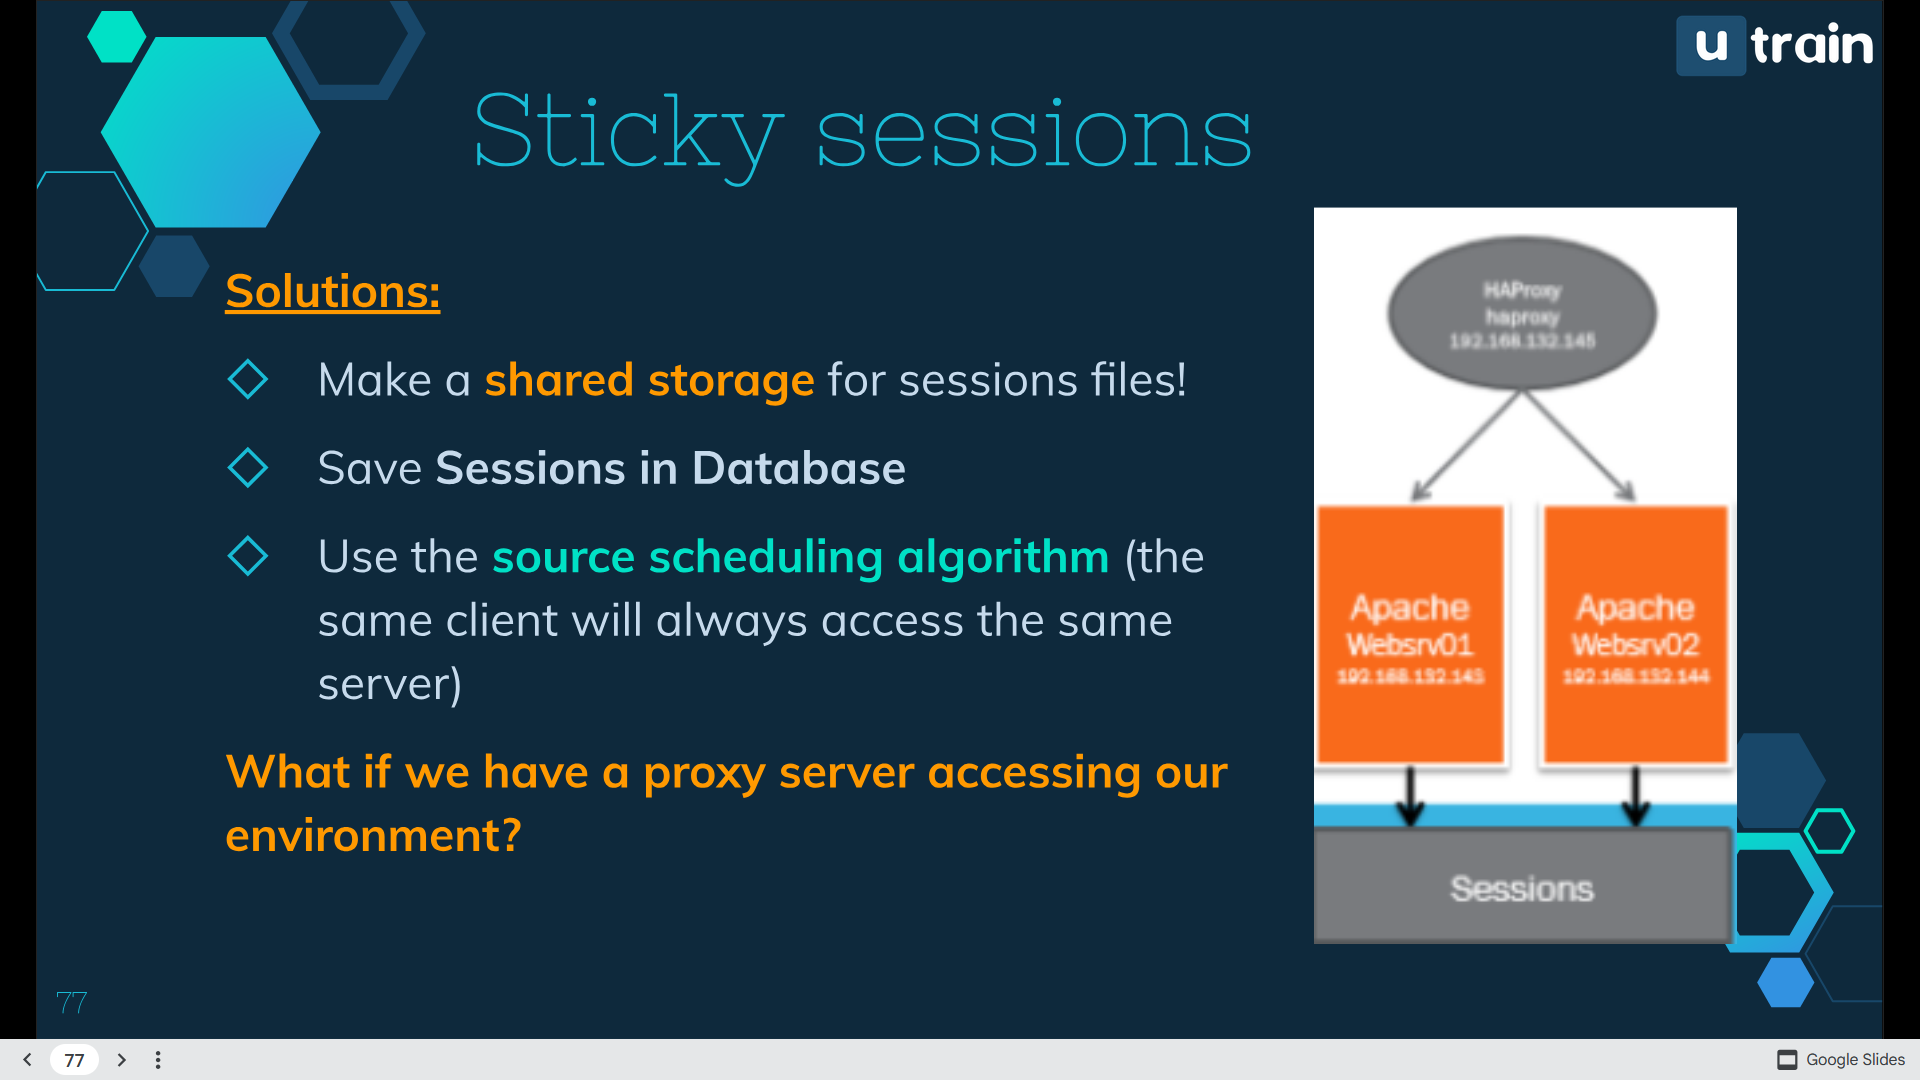 u train
Sticky sessions
Solutions:
Make a shared storage for sessions files!
Save Sessions in Database
Use the source scheduling algorithm (the
same client will always access the same
server)
What if we have a proxy server accessing our
environment?
HAProxy
haproxy
192.168.132.145
Apache
Websrv01
192.168.132.143
Apache
Websrv02
192.168.132.144
Sessions
77
77
Google Slides